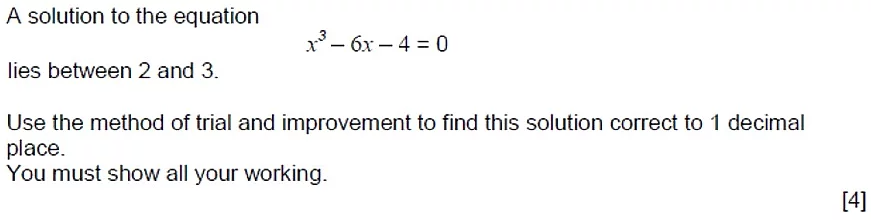 A solution to the equation
x³ – 6x – 4 = 0
lies between 2 and 3.
Use the method of trial and improvement to find this solution correct to 1 decimal
place.
You must show all your working.
[4]